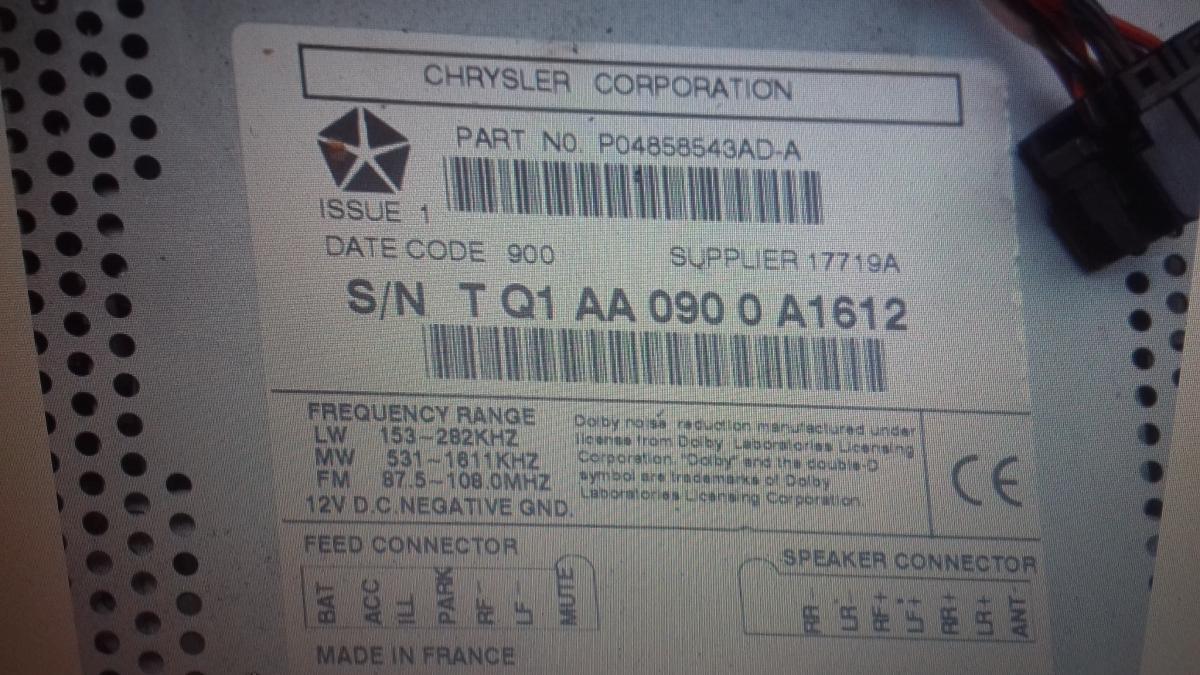 CHRYSLER CORPORATION
PART NO. P04858543AD-A
ISSUE 1
DATE CODE 900 SUPPLIER 17719A
S/N T Q1 AA 090 0 A1612
FREQUENCY RANGE
LW 153-282KHZ
MW 531-1611KHZ
FM 87.5-108.0MHZ
12V D.C. NEGATIVE GND.
Dolby noise reduction manufactured under
license from Dolby Laboratories Licensing
Corporation. "Dolby" and the double-D
symbol are trademarks of Dolby
Laboratories Licensing Corporation.
CE
FEED CONNECTOR
BAT ACC ILL PARK RF- LF- MUTE
SPEAKER CONNECTOR
RR- LR- RF+ LF+ RR+ LR+ ANT-
MADE IN FRANCE